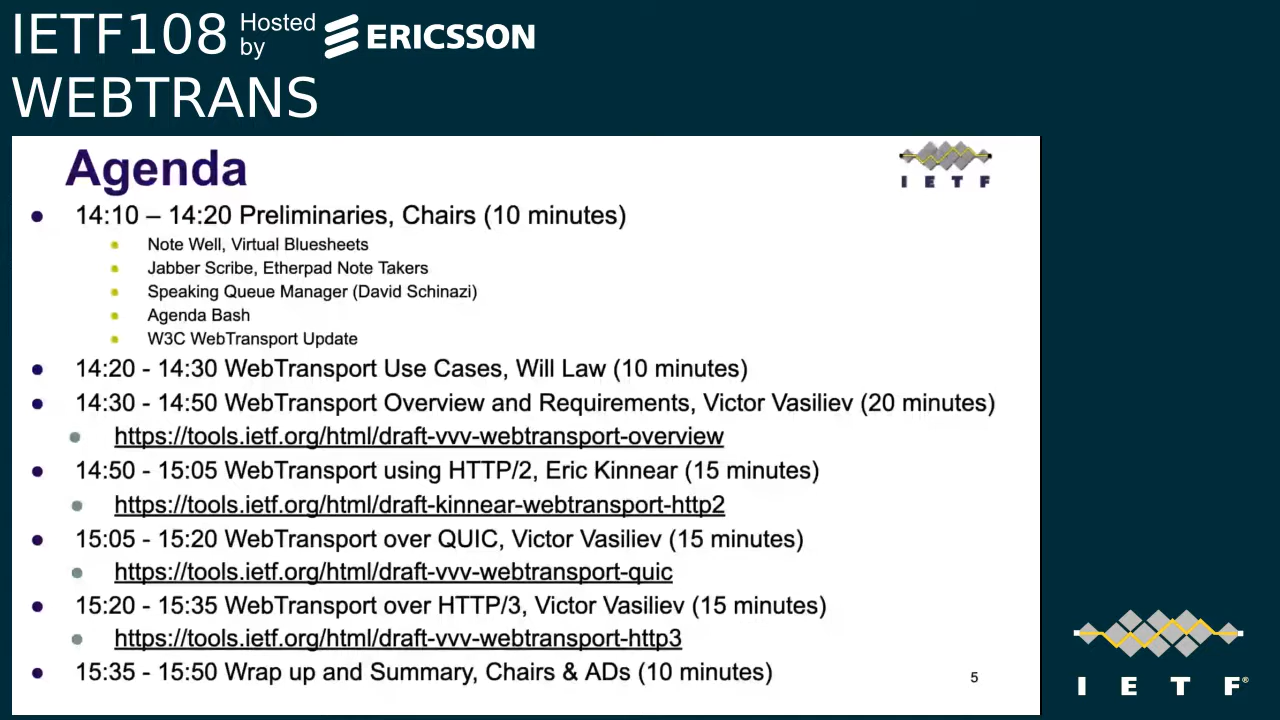 IETF108 Hosted by ERICSSON
WEBTRANS
Agenda
I E T F
• 14:10 – 14:20 Preliminaries, Chairs (10 minutes)
• Note Well, Virtual Bluesheets
• Jabber Scribe, Etherpad Note Takers
• Speaking Queue Manager (David Schinazi)
• Agenda Bash
• W3C WebTransport Update
• 14:20 - 14:30 WebTransport Use Cases, Will Law (10 minutes)
• 14:30 - 14:50 WebTransport Overview and Requirements, Victor Vasiliev (20 minutes)
• https://tools.ietf.org/html/draft-vvv-webtransport-overview
• 14:50 - 15:05 WebTransport using HTTP/2, Eric Kinnear (15 minutes)
• https://tools.ietf.org/html/draft-kinnear-webtransport-http2
• 15:05 - 15:20 WebTransport over QUIC, Victor Vasiliev (15 minutes)
• https://tools.ietf.org/html/draft-vvv-webtransport-quic
• 15:20 - 15:35 WebTransport over HTTP/3, Victor Vasiliev (15 minutes)
• https://tools.ietf.org/html/draft-vvv-webtransport-http3
• 15:35 - 15:50 Wrap up and Summary, Chairs & ADs (10 minutes)
5
I E T F®